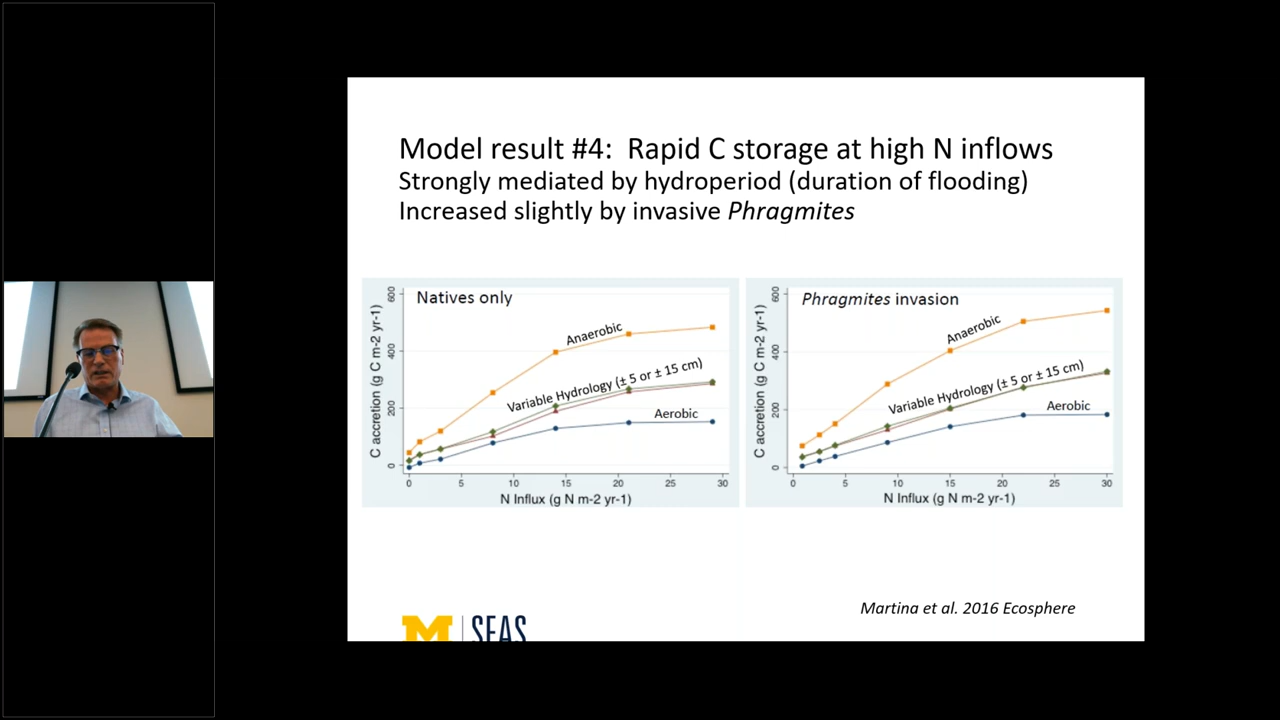 Model result #4: Rapid C storage at high N inflows
Strongly mediated by hydroperiod (duration of flooding)
Increased slightly by invasive Phragmites
Natives only
Anaerobic
Variable Hydrology (± 5 or ± 15 cm)
Aerobic
C accretion (g C m-2 yr-1)
600
400
200
0
0 5 10 15 20 25 30
N Influx (g N m-2 yr-1)
Phragmites invasion
Anaerobic
Variable Hydrology (± 5 or ± 15 cm)
Aerobic
C accretion (g C m-2 yr-1)
600
400
200
0
0 5 10 15 20 25 30
N Influx (g N m-2 yr-1)
Martina et al. 2016 Ecosphere
M SEAS